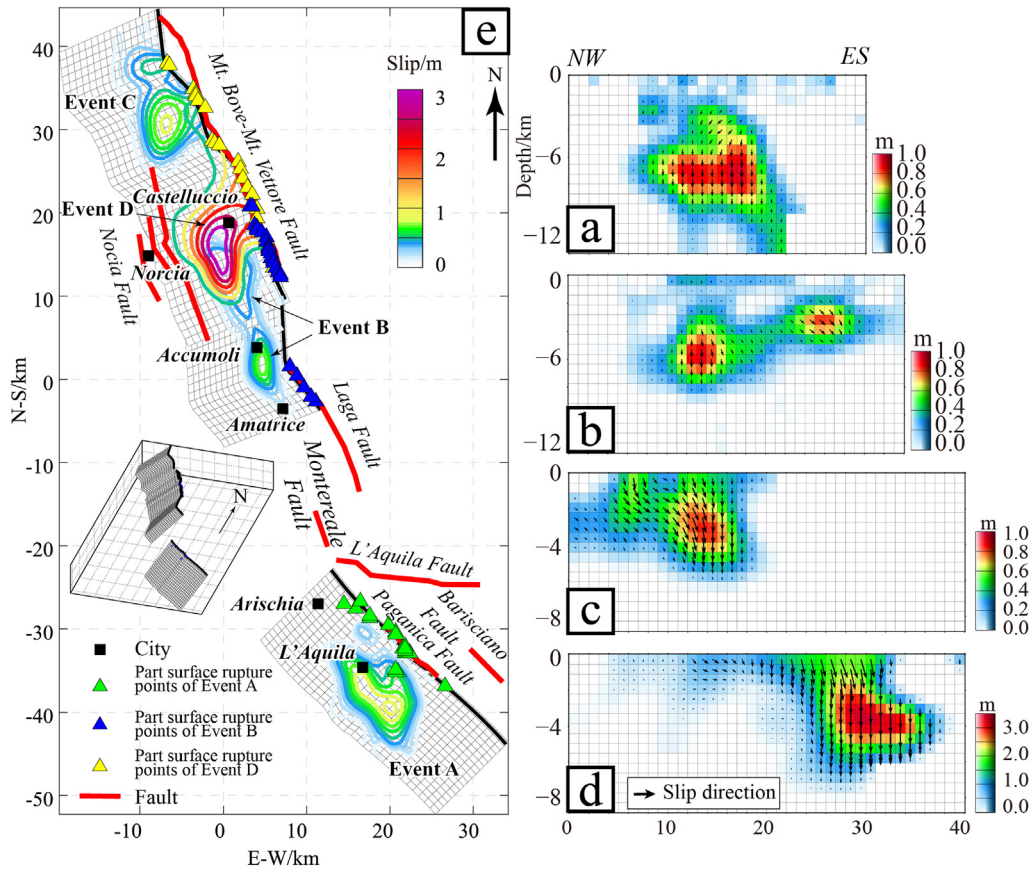 e
N
Slip/m
3
2
1
0
40
30
20
10
0
-10
-20
-30
-40
-50
N-S/km
-10
0
10
20
30
E-W/km
Event C
Mt. Bove-Mt. Vettore Fault
Castelluccio
Event D
Nocia Fault
Norcia
Event B
Accumoli
Amatrice
Laga Fault
Montereale
Fault
N
L'Aquila Fault
Arischia
Barisciano
Fault
Paganica Fault
L'Aquila
Event A
City
Part surface rupture
points of Event A
Part surface rupture
points of Event B
Part surface rupture
points of Event D
Fault
NW
ES
Depth/km
0
−6
−12
a
m
1.0
0.8
0.6
0.4
0.2
0.0
0
−6
−12
b
m
1.0
0.8
0.6
0.4
0.2
0.0
0
−4
−8
c
m
1.0
0.8
0.6
0.4
0.2
0.0
0
−4
−8
d
Slip direction
m
3.0
2.0
1.0
0.0
0
10
20
30
40